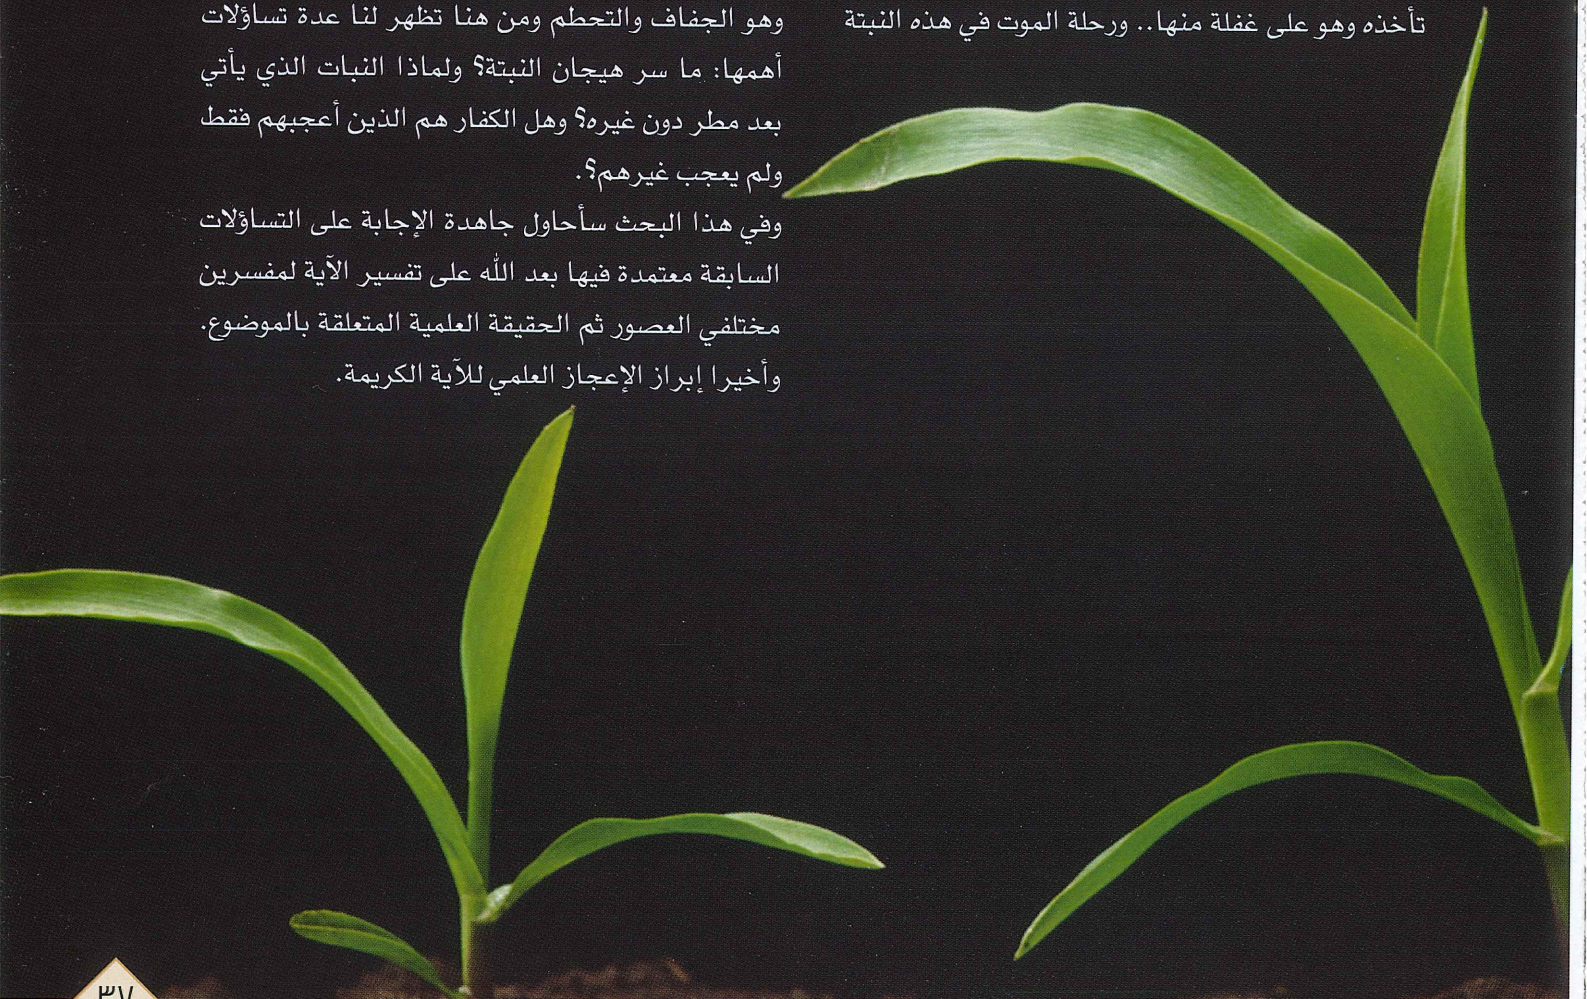 تأخذه وهو على غفلة منها.. ورحلة الموت في هذه النبتة
وهو الجفاف والتحطم ومن هنا تظهر لنا عدة تساؤلات
أهمها: ما سر هيجان النبتة؟ ولماذا النبات الذي يأتي
بعد مطر دون غيره؟ وهل الكفار هم الذين أعجبهم فقط
ولم يعجب غيرهم؟.
وفي هذا البحث سأحاول جاهدة الإجابة على التساؤلات
السابقة معتمدة فيها بعد الله على تفسير الآية لمفسرين
مختلفي العصور ثم الحقيقة العلمية المتعلقة بالموضوع.
وأخيرا إبراز الإعجاز العلمي للآية الكريمة.
٣٧